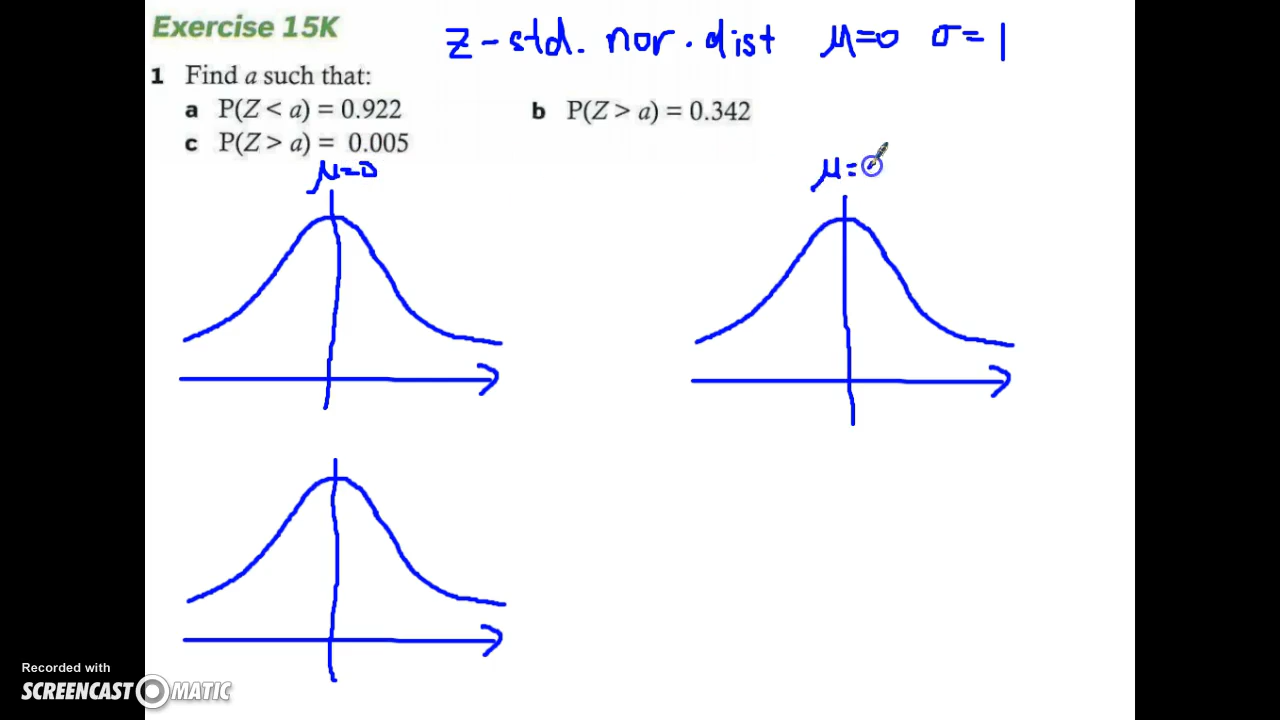 Exercise 15K
z-std. nor. dist μ=0 σ=1
1 Find a such that:
a P(Z < a) = 0.922 b P(Z > a) = 0.342
c P(Z > a) = 0.005
μ=0 μ=0
Recorded with
SCREENCAST-O-MATIC